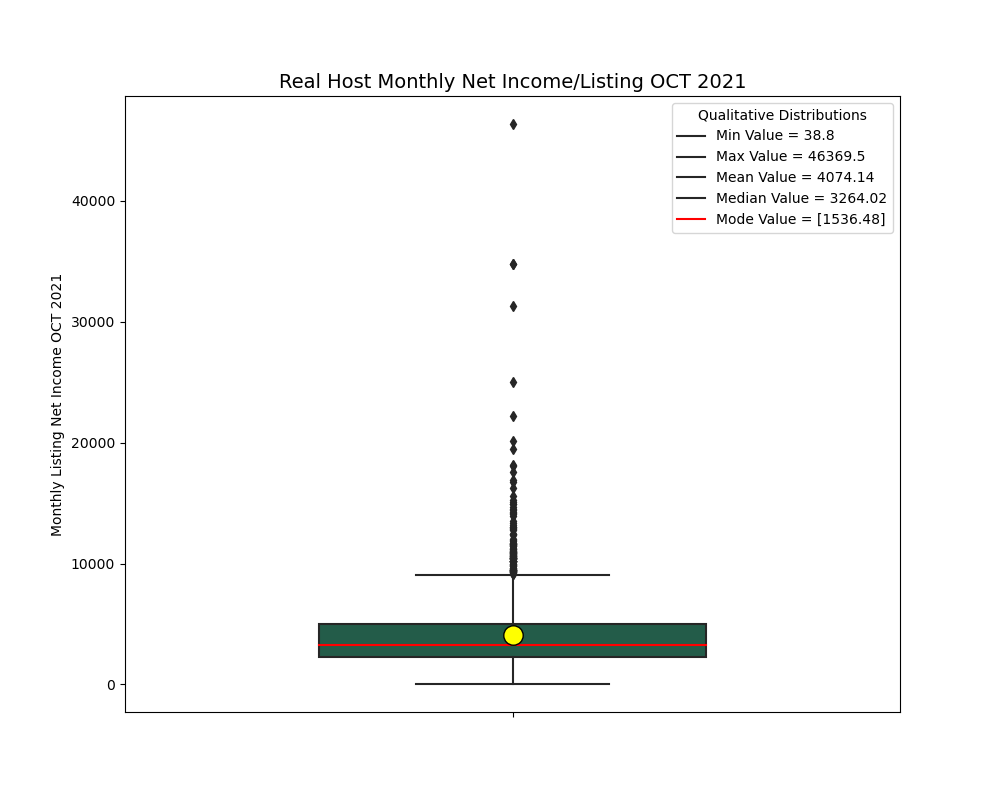 Real Host Monthly Net Income/Listing OCT 2021
Qualitative Distributions
Min Value = 38.8
Max Value = 46369.5
Mean Value = 4074.14
Median Value = 3264.02
Mode Value = [1536.48]
Monthly Listing Net Income OCT 2021
40000
30000
20000
10000
0